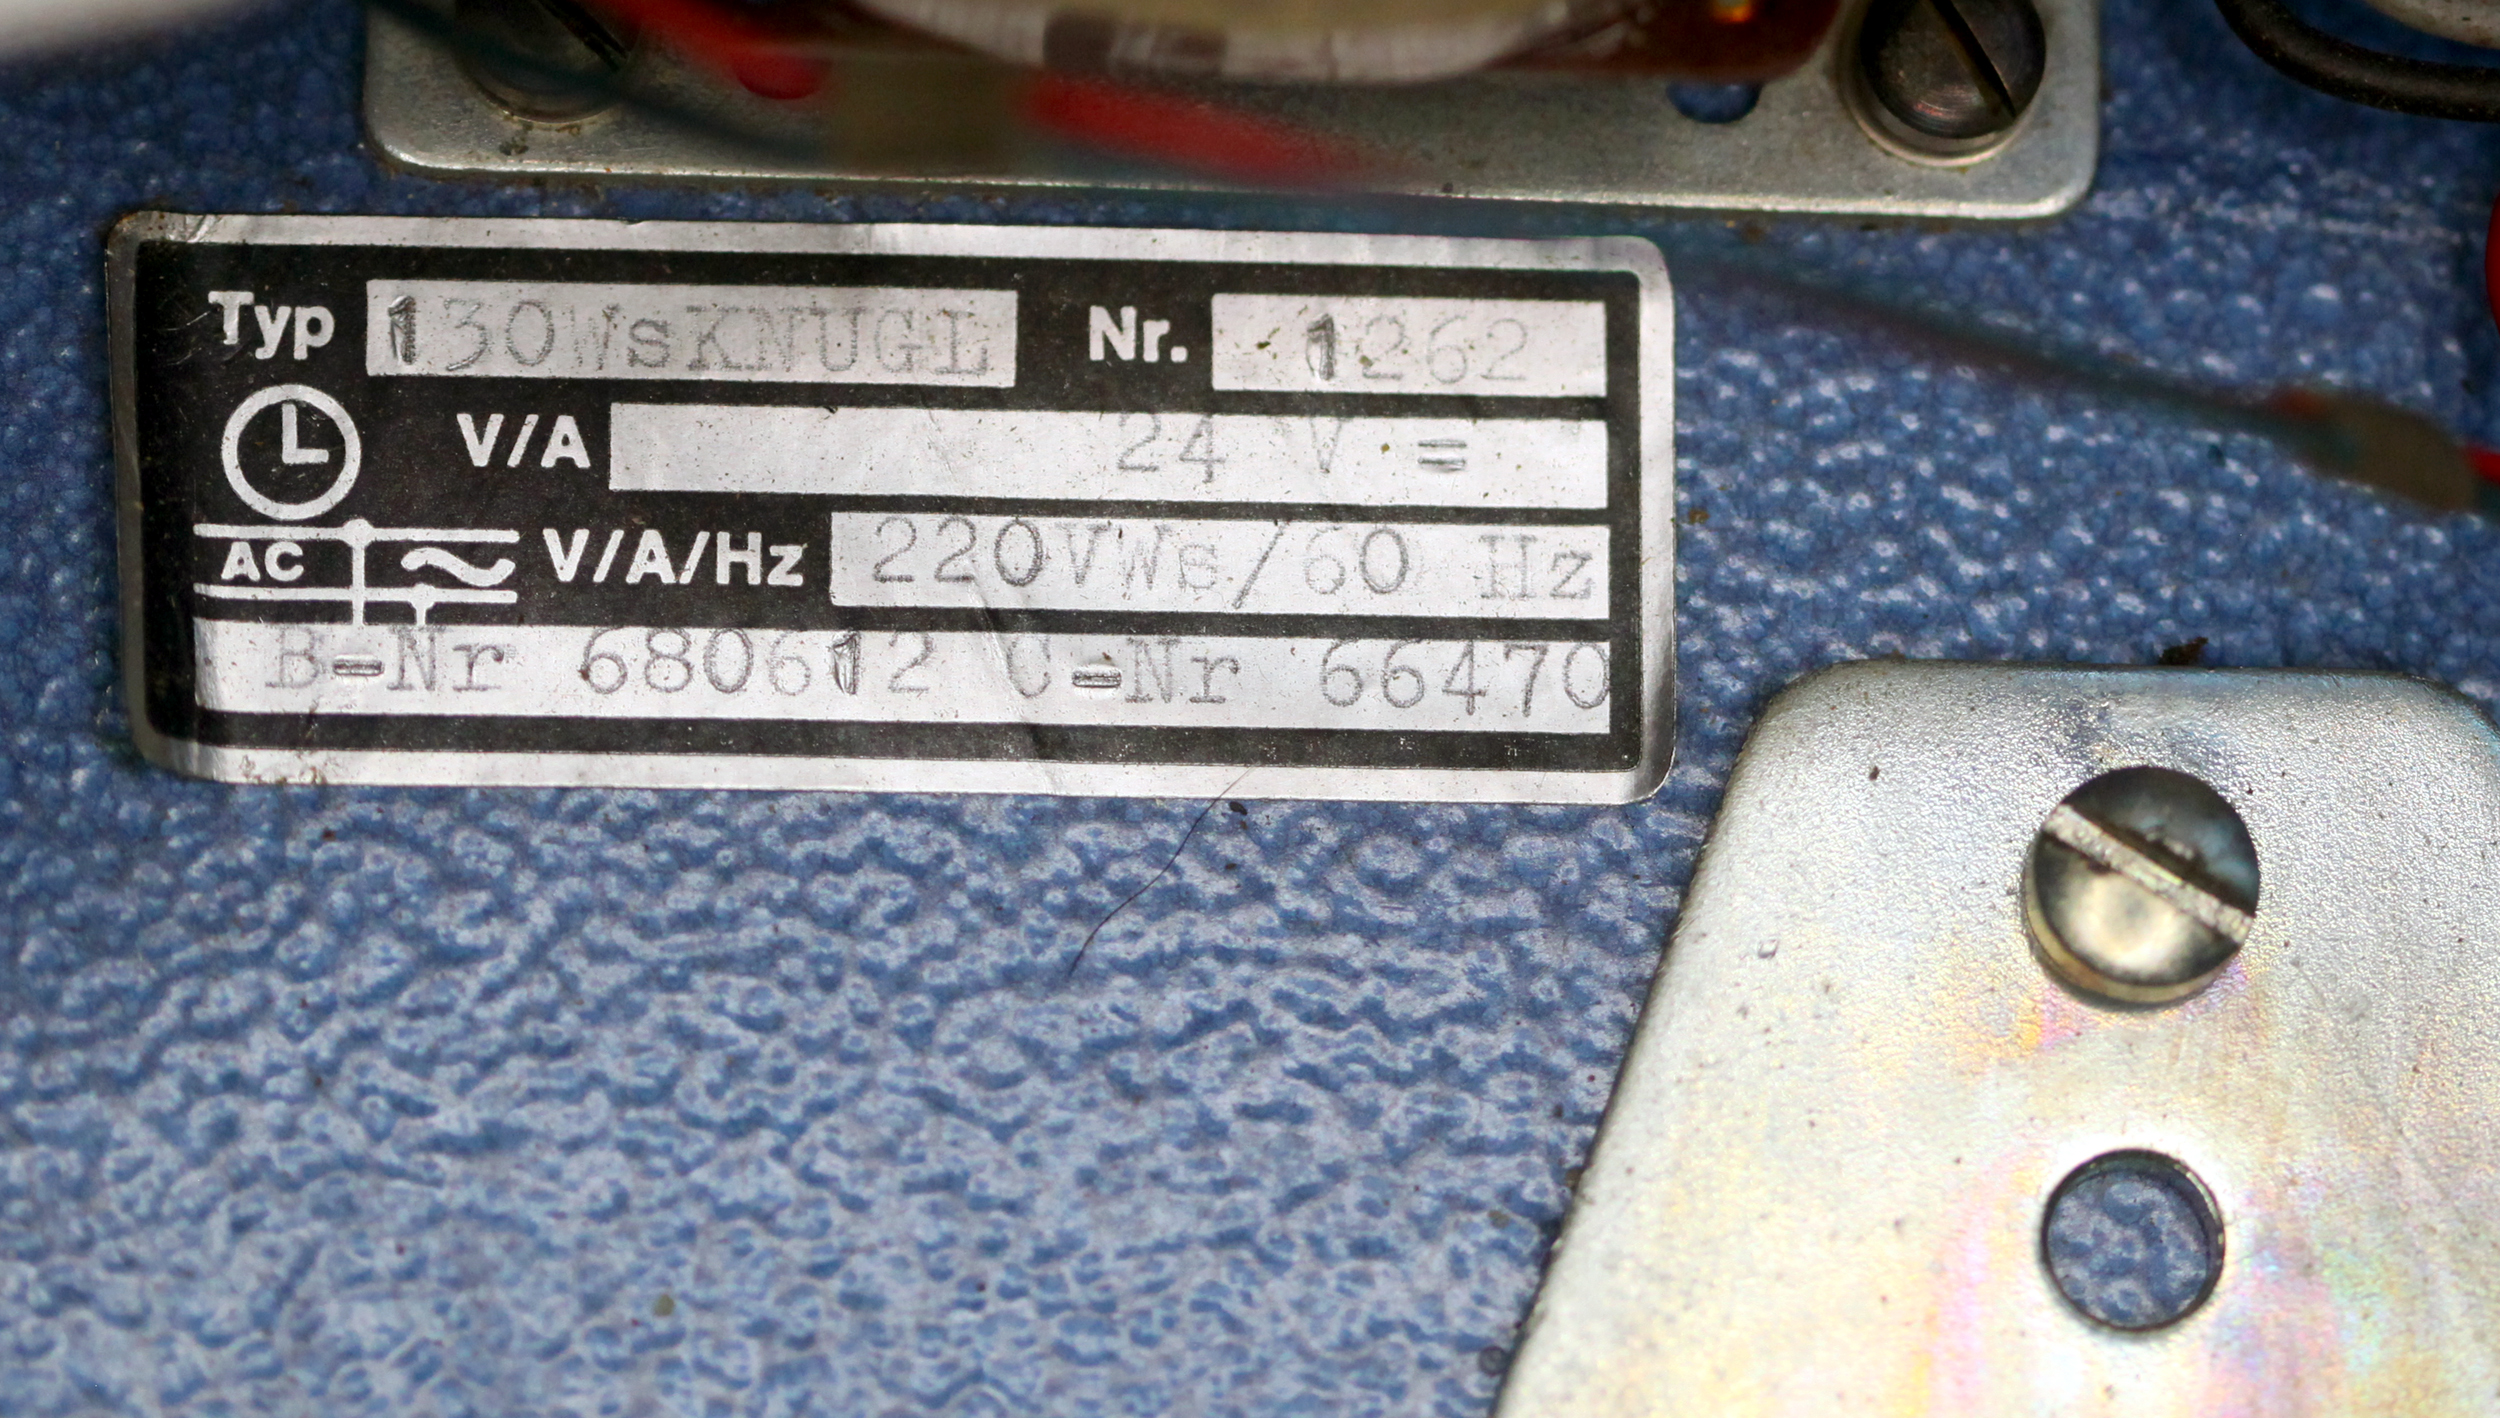 Typ 130WsKNUGL Nr. 1262
V/A 24 V =
AC V/A/Hz 220VWs/60 Hz
B-Nr 680612 C-Nr 66470